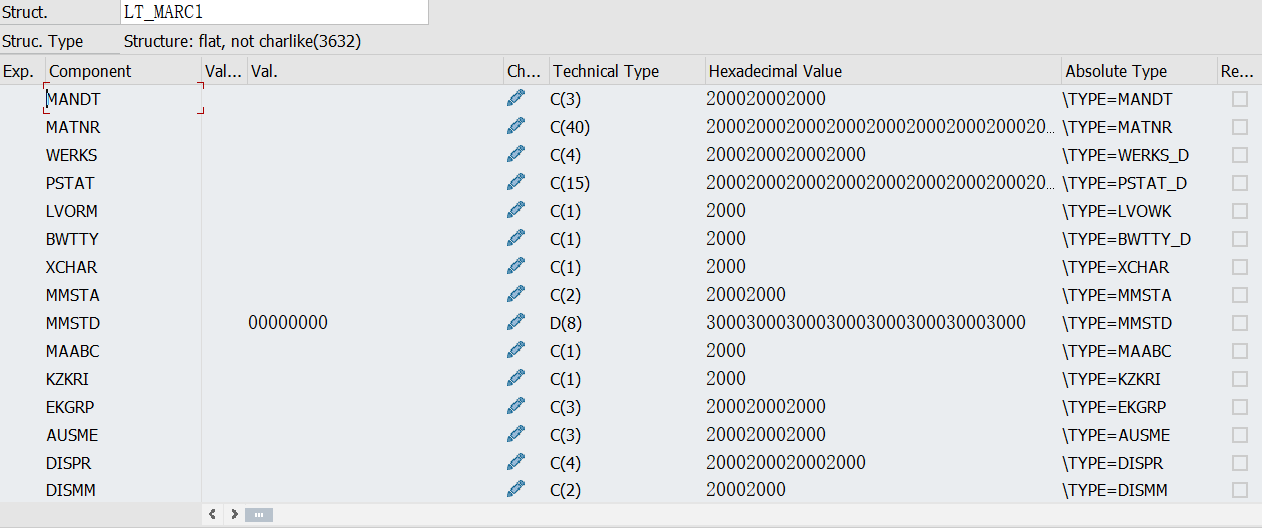 Struct. LT_MARC1
Struc. Type Structure: flat, not charlike(3632)
Exp. Component Val... Val. Ch... Technical Type Hexadecimal Value Absolute Type Re...
MANDT C(3) 200020002000 \TYPE=MANDT
MATNR C(40) 2000200020002000200020002000200020... \TYPE=MATNR
WERKS C(4) 2000200020002000 \TYPE=WERKS_D
PSTAT C(15) 2000200020002000200020002000200020... \TYPE=PSTAT_D
LVORM C(1) 2000 \TYPE=LVOWK
BWTTY C(1) 2000 \TYPE=BWTTY_D
XCHAR C(1) 2000 \TYPE=XCHAR
MMSTA C(2) 20002000 \TYPE=MMSTA
MMSTD 00000000 D(8) 30003000300030003000300030003000 \TYPE=MMSTD
MAABC C(1) 2000 \TYPE=MAABC
KZKRI C(1) 2000 \TYPE=KZKRI
EKGRP C(3) 200020002000 \TYPE=EKGRP
AUSME C(3) 200020002000 \TYPE=AUSME
DISPR C(4) 2000200020002000 \TYPE=DISPR
DISMM C(2) 20002000 \TYPE=DISMM